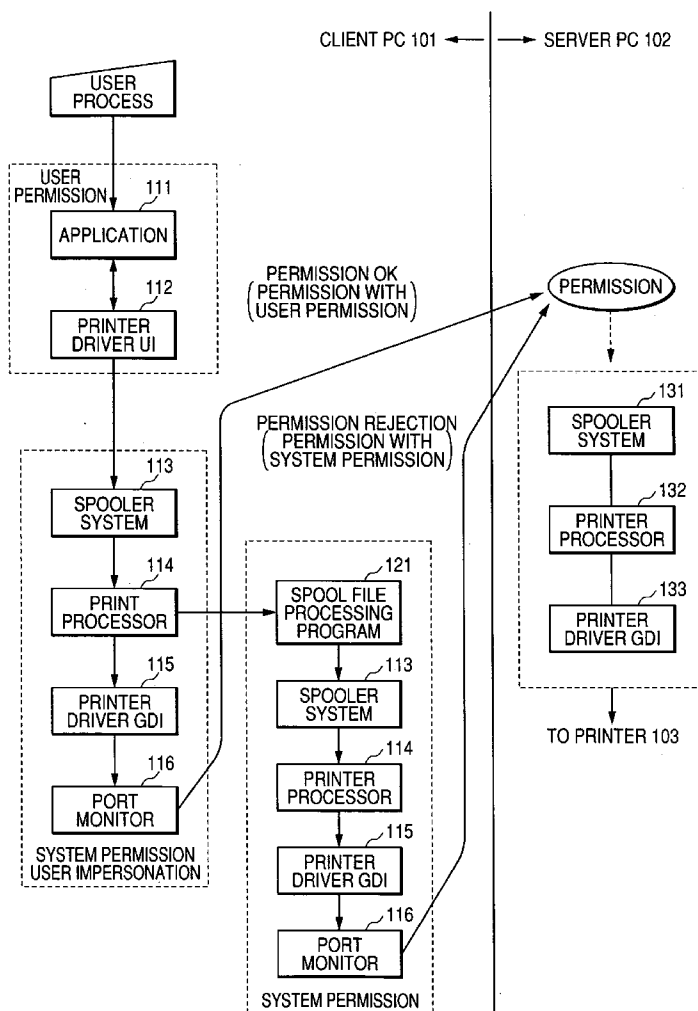 CLIENT PC 101
SERVER PC 102
USER
PROCESS
USER
PERMISSION
111
APPLICATION
112
PRINTER
DRIVER UI
PERMISSION OK
(PERMISSION WITH
USER PERMISSION)
PERMISSION
PERMISSION REJECTION
(PERMISSION WITH
SYSTEM PERMISSION)
113
SPOOLER
SYSTEM
114
PRINT
PROCESSOR
115
PRINTER
DRIVER GDI
116
PORT
MONITOR
SYSTEM PERMISSION
USER IMPERSONATION
121
SPOOL FILE
PROCESSING
PROGRAM
113
SPOOLER
SYSTEM
114
PRINTER
PROCESSOR
115
PRINTER
DRIVER GDI
116
PORT
MONITOR
SYSTEM PERMISSION
131
SPOOLER
SYSTEM
132
PRINTER
PROCESSOR
133
PRINTER
DRIVER GDI
TO PRINTER 103